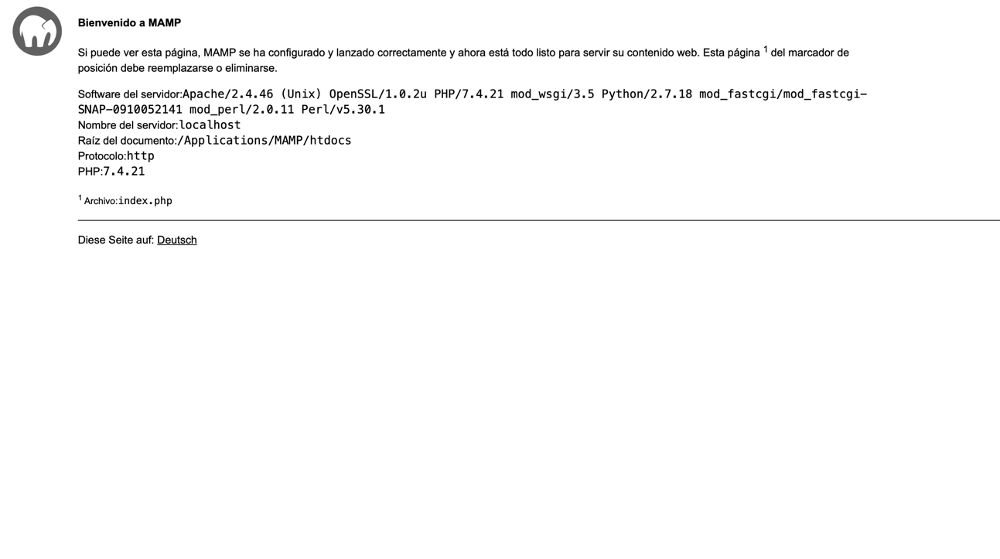 Bienvenido a MAMP
Si puede ver esta página, MAMP se ha configurado y lanzado correctamente y ahora está todo listo para servir su contenido web. Esta página 1 del marcador de
posición debe reemplazarse o eliminarse.
Software del servidor:Apache/2.4.46 (Unix) OpenSSL/1.0.2u PHP/7.4.21 mod_wsgi/3.5 Python/2.7.18 mod_fastcgi/mod_fastcgi-
SNAP-0910052141 mod_perl/2.0.11 Perl/v5.30.1
Nombre del servidor:localhost
Raíz del documento:/Applications/MAMP/htdocs
Protocolo:http
PHP:7.4.21
1 Archivo:index.php
Diese Seite auf: Deutsch